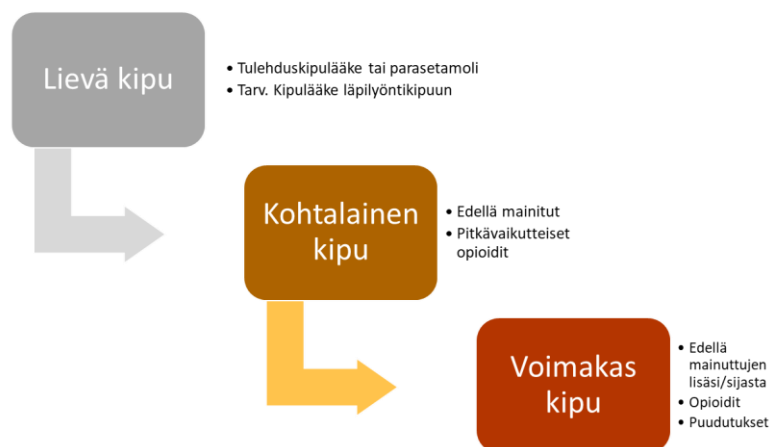 Lievä kipu
• Tulehduskipulääke tai parasetamoli
• Tarv. Kipulääke läpilyöntikipuun
Kohtalainen
kipu
• Edellä mainitut
• Pitkävaikutteiset
opioidit
Voimakas
kipu
• Edellä
mainuttujen
lisäsi/sijasta
• Opioidit
• Puudutukset